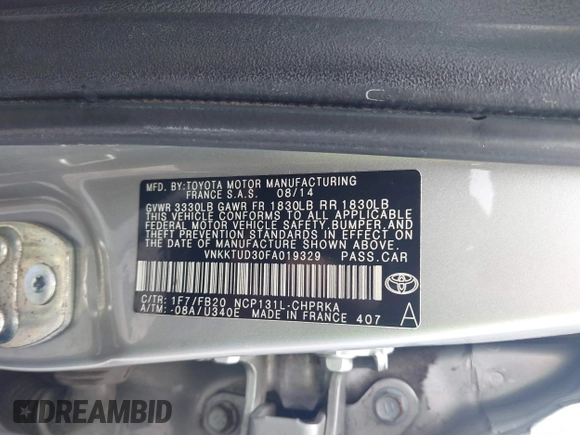 MFD. BY:TOYOTA MOTOR MANUFACTURING
FRANCE S.A.S. 08/14
GVWR 3330LB GAWR FR 1830LB RR 1830LB
THIS VEHICLE CONFORMS TO ALL APPLICABLE
FEDERAL MOTOR VEHICLE SAFETY, BUMPER, AND
THEFT PREVENTION STANDARDS IN EFFECT ON
THE DATE OF MANUFACTURE SHOWN ABOVE.
VNKKTUD30FA019329 PASS.CAR
C/TR: 1F7/FB20 NCP131L-CHPRKA
A/TM: -08A/U340E MADE IN FRANCE 407 A
DREAMBID